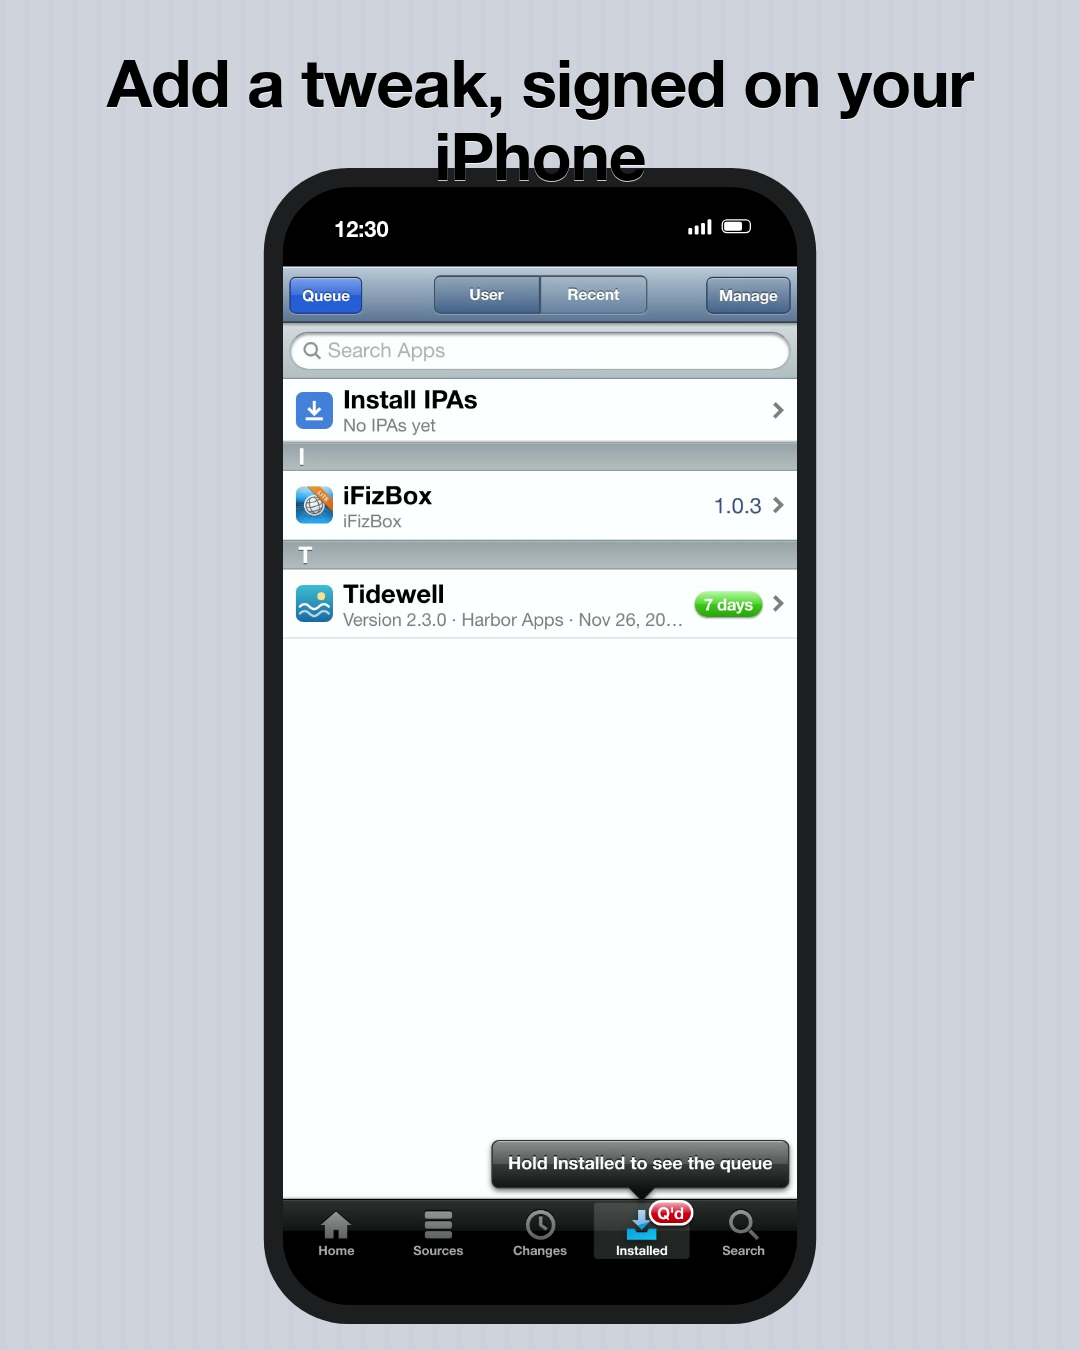 Add a tweak, signed on your
iPhone
12:30
Queue
User
Recent
Manage
Search Apps
Install IPAs
No IPAs yet
I
iFizBox
iFizBox
1.0.3
T
Tidewell
Version 2.3.0 · Harbor Apps · Nov 26, 20…
7 days
Hold Installed to see the queue
Q'd
Home
Sources
Changes
Installed
Search